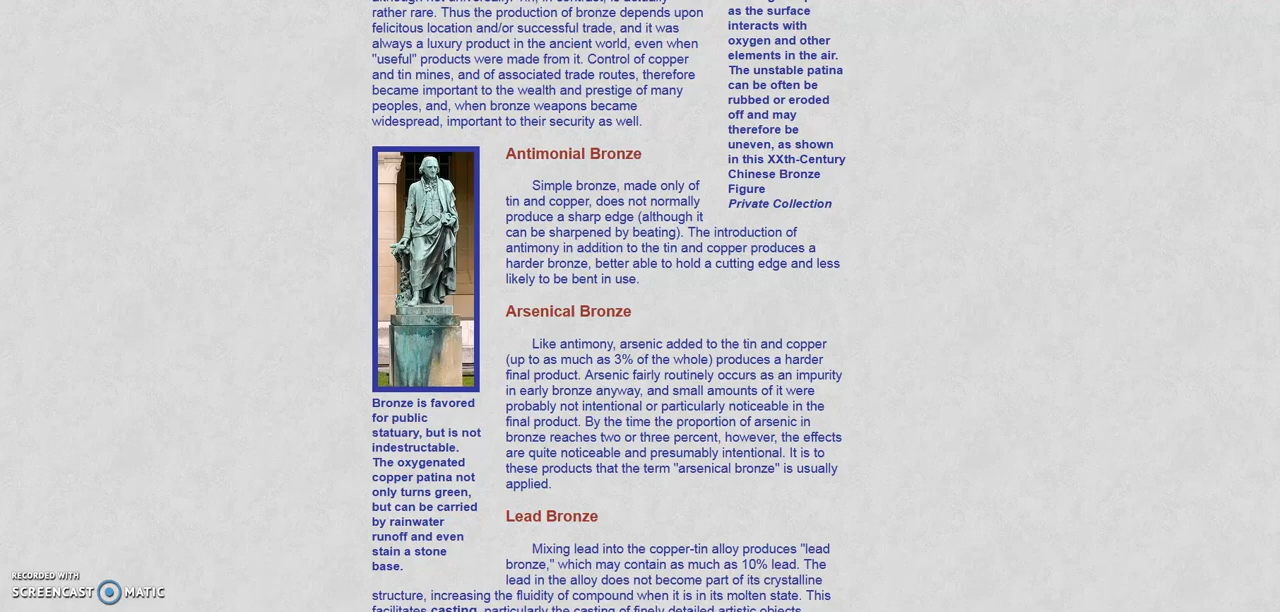 rather rare. Thus the production of bronze depends upon
felicitous location and/or successful trade, and it was
always a luxury product in the ancient world, even when
"useful" products were made from it. Control of copper
and tin mines, and of associated trade routes, therefore
became important to the wealth and prestige of many
peoples, and, when bronze weapons became
widespread, important to their security as well.
as the surface
interacts with
oxygen and other
elements in the air.
The unstable patina
can be often be
rubbed or eroded
off and may
therefore be
uneven, as shown
in this XXth-Century
Chinese Bronze
Figure
Private Collection
Antimonial Bronze
Simple bronze, made only of
tin and copper, does not normally
produce a sharp edge (although it
can be sharpened by beating). The introduction of
antimony in addition to the tin and copper produces a
harder bronze, better able to hold a cutting edge and less
likely to be bent in use.
Arsenical Bronze
Like antimony, arsenic added to the tin and copper
(up to as much as 3% of the whole) produces a harder
final product. Arsenic fairly routinely occurs as an impurity
in early bronze anyway, and small amounts of it were
probably not intentional or particularly noticeable in the
final product. By the time the proportion of arsenic in
bronze reaches two or three percent, however, the effects
are quite noticeable and presumably intentional. It is to
these products that the term "arsenical bronze" is usually
applied.
Bronze is favored
for public
statuary, but is not
indestructable.
The oxygenated
copper patina not
only turns green,
but can be carried
by rainwater
runoff and even
stain a stone
base.
Lead Bronze
Mixing lead into the copper-tin alloy produces "lead
bronze," which may contain as much as 10% lead. The
lead in the alloy does not become part of its crystalline
structure, increasing the fluidity of compound when it is in its molten state. This
facilitates casting, particularly the casting of finely detailed artistic objects.
RECORDED WITH
SCREENCAST MATIC